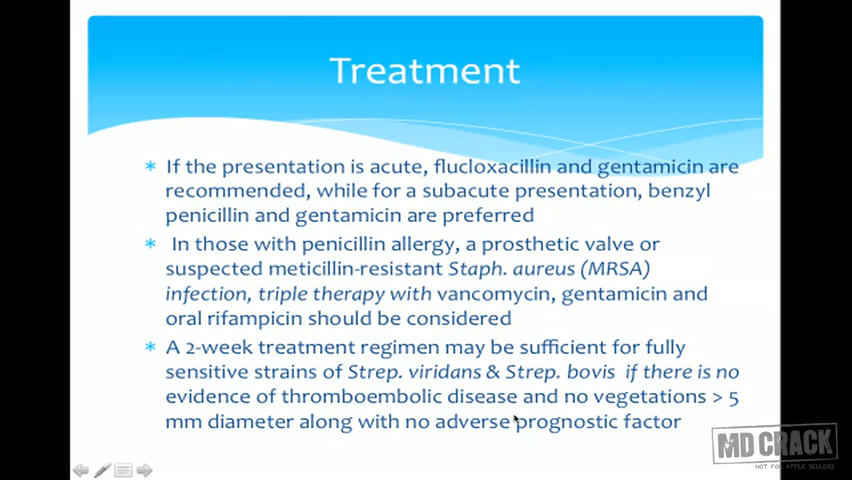 Treatment
If the presentation is acute, flucloxacillin and gentamicin are
recommended, while for a subacute presentation, benzyl
penicillin and gentamicin are preferred
In those with penicillin allergy, a prosthetic valve or
suspected meticillin-resistant Staph. aureus (MRSA)
infection, triple therapy with vancomycin, gentamicin and
oral rifampicin should be considered
A 2-week treatment regimen may be sufficient for fully
sensitive strains of Strep. viridans & Strep. bovis if there is no
evidence of thromboembolic disease and no vegetations > 5
mm diameter along with no adverse prognostic factor
MD CRACK
NOT FOR APPLE SELLERS